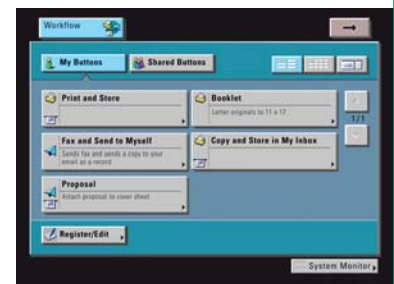 Workflow
My Buttons
Shared Buttons
Print and Store
Booklet
Letter originals to 11 x 17
1/1
Fax and Send to Myself
Sends fax and sends a copy to your
email as a record
Copy and Store in My Inbox
Proposal
Attach proposal to cover sheet
Register/Edit
System Monitor